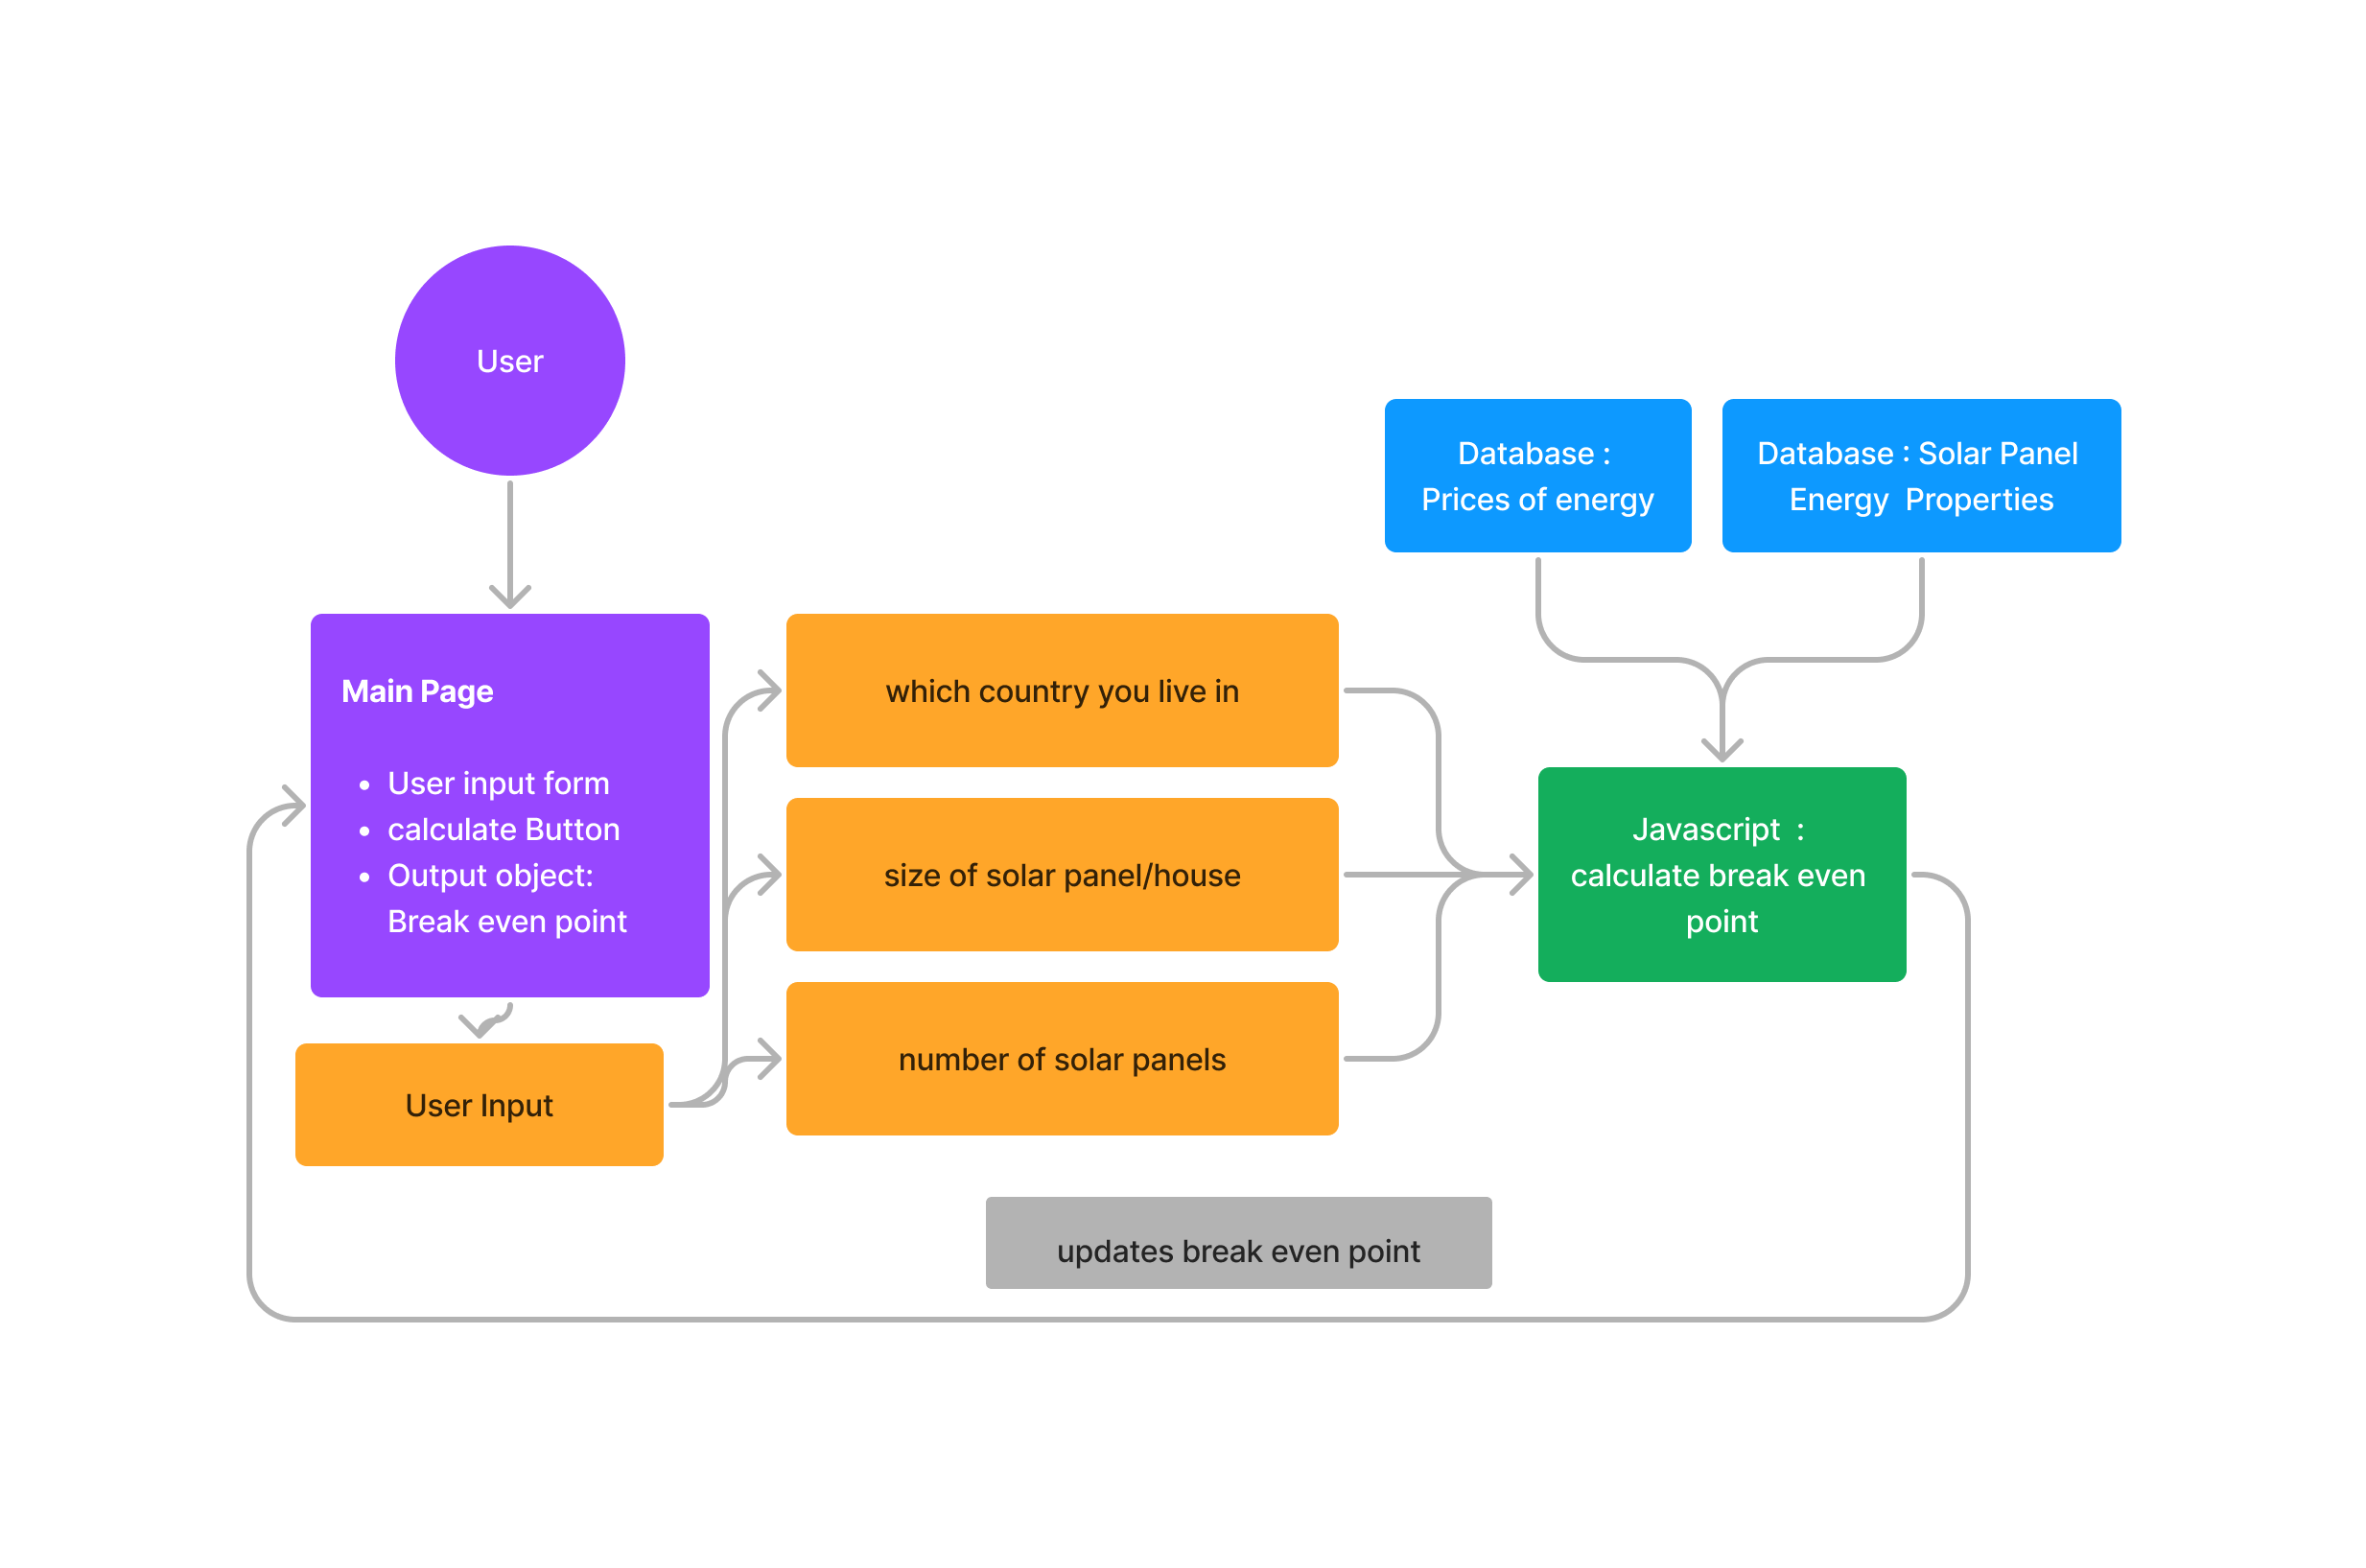 User
Database :
Prices of energy
Database : Solar Panel
Energy  Properties
Main Page
• User input form
• calculate Button
• Output object:
Break even point
which country you live in
size of solar panel/house
number of solar panels
Javascript  :
calculate break even
point
User Input
updates break even point